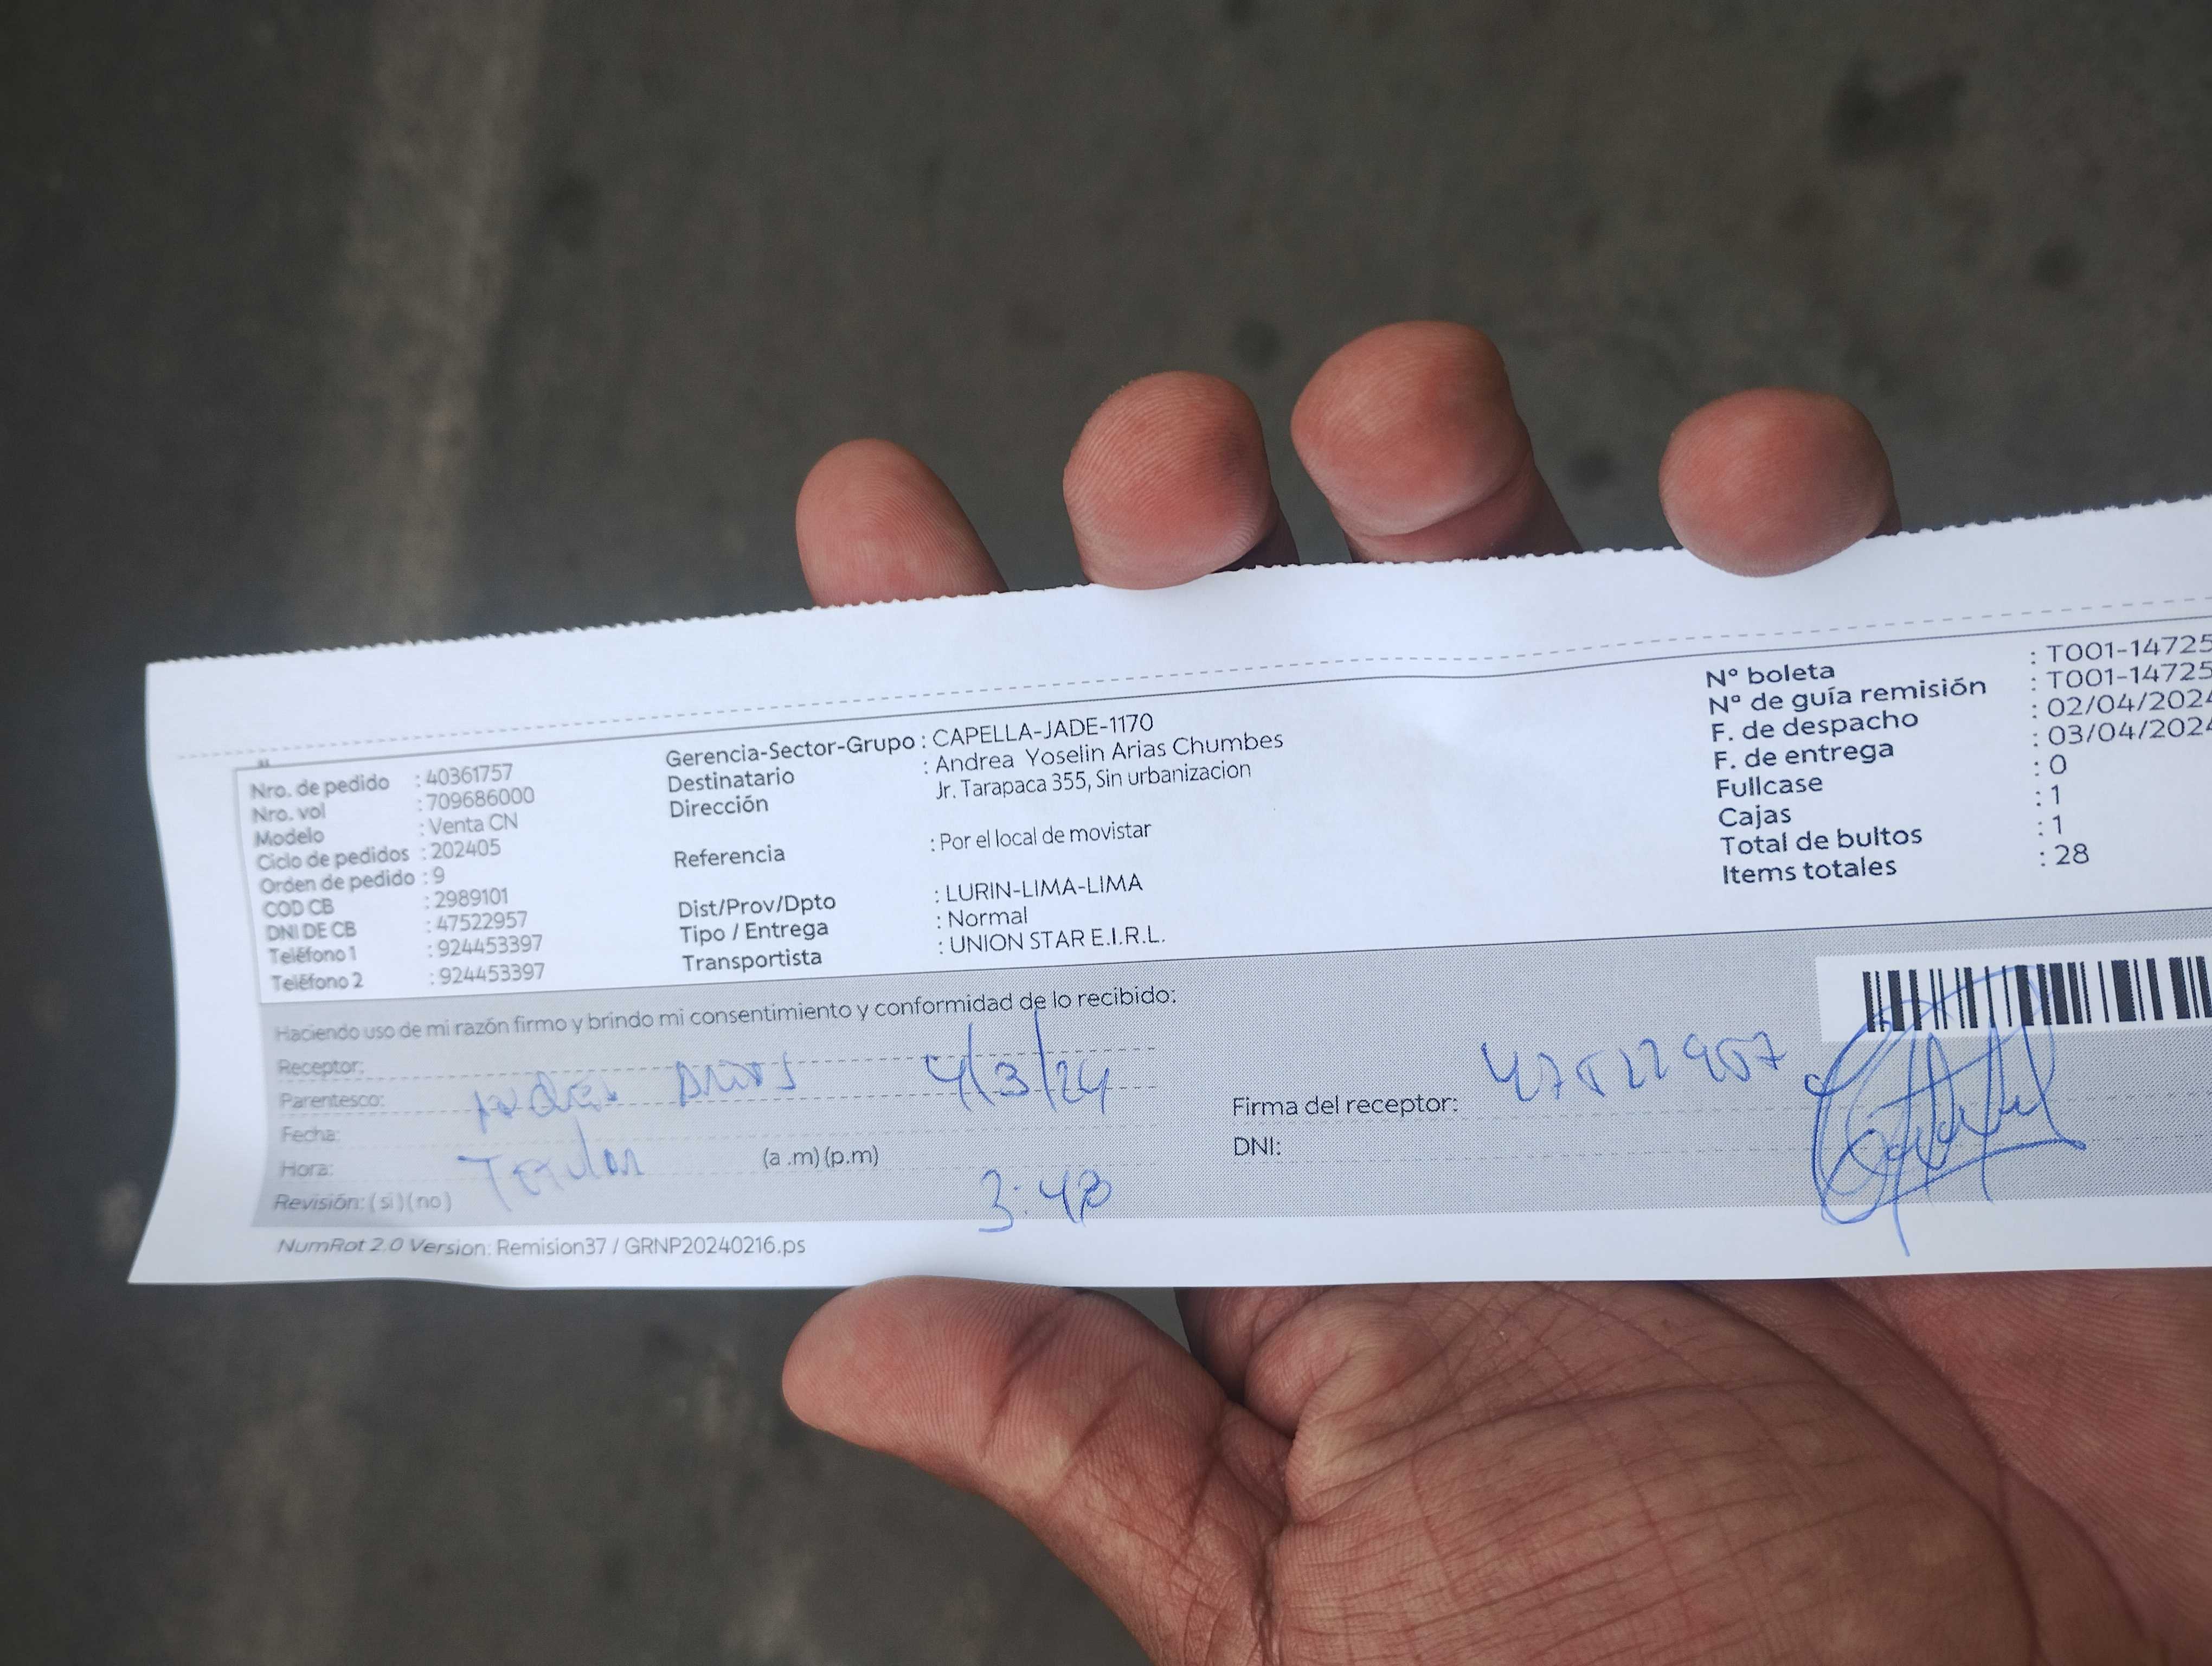 Nro. de pedido : 40361757
Nro. vol : 709686000
Modelo : Venta CN
Ciclo de pedidos : 202405
Orden de pedido : 9
COD CB : 2989101
DNI DE CB : 47522957
Teléfono 1 : 924453397
Teléfono 2 : 924453397
Gerencia-Sector-Grupo : CAPELLA-JADE-1170
Destinatario : Andrea Yoselin Arias Chumbes
Dirección Jr. Tarapaca 355, Sin urbanizacion
Referencia : Por el local de movistar
Dist/Prov/Dpto : LURIN-LIMA-LIMA
Tipo / Entrega : Normal
Transportista : UNION STAR E.I.R.L.
Nº boleta : T001-14725
Nº de guía remisión : T001-14725
F. de despacho : 02/04/2024
F. de entrega : 03/04/2024
Fullcase : 0
Cajas : 1
Total de bultos : 1
Items totales : 28
Haciendo uso de mi razón firmo y brindo mi consentimiento y conformidad de lo recibido:
Receptor:
Parentesco: 4/3/24
Fecha:
Hora: (a .m) (p.m)
Revisión: ( si ) ( no ) 3:48
Firma del receptor: 47522957
DNI:
NumRot 2.0 Version: Remision37 / GRNP20240216.ps